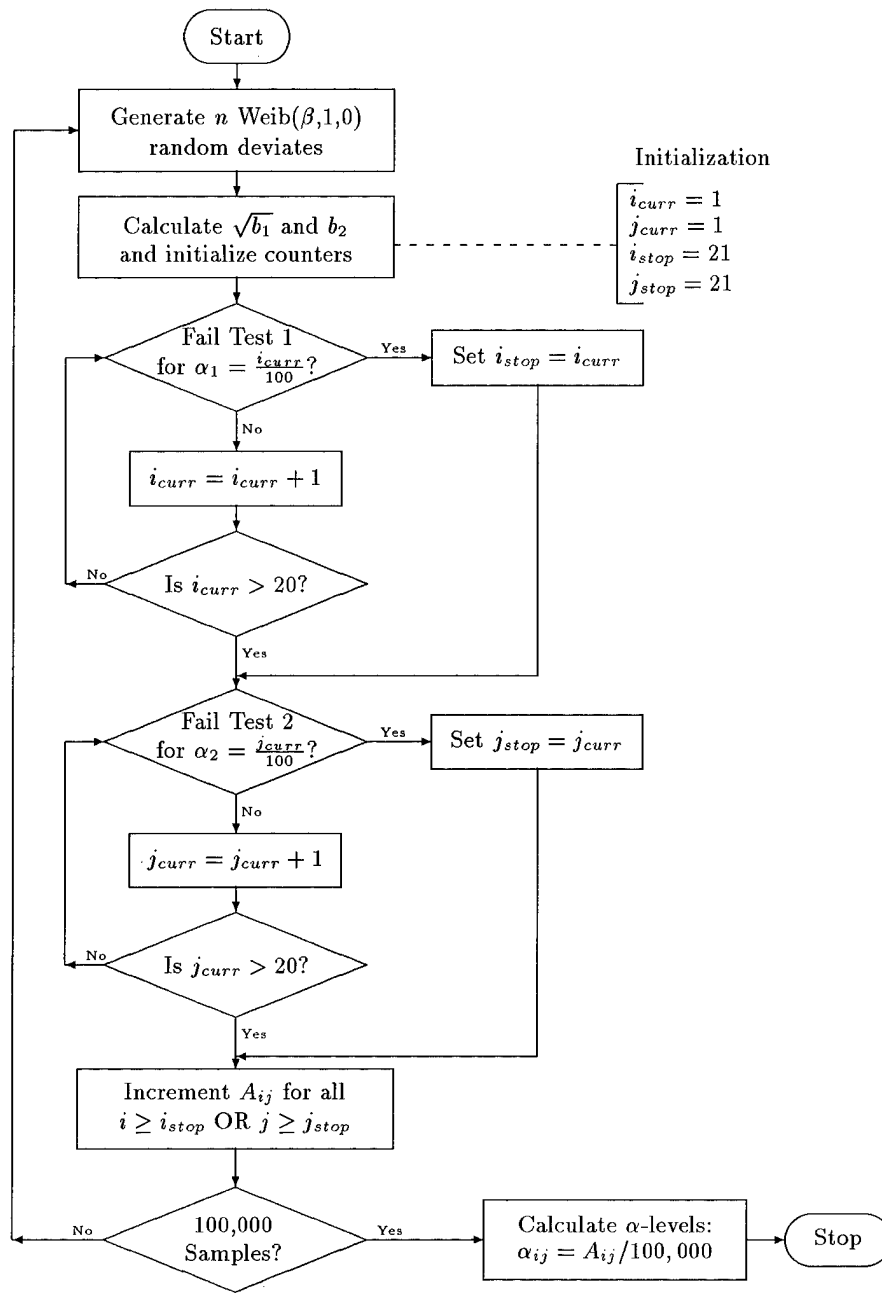 Start
Generate n Weib(β,1,0)
random deviates
Initialization
i_curr = 1
j_curr = 1
i_stop = 21
j_stop = 21
Calculate √b₁ and b₂
and initialize counters
Fail Test 1
for α₁ = i_curr/100?
Yes
Set i_stop = i_curr
No
i_curr = i_curr + 1
No
Is i_curr > 20?
Yes
Fail Test 2
for α₂ = j_curr/100?
Yes
Set j_stop = j_curr
No
j_curr = j_curr + 1
No
Is j_curr > 20?
Yes
Increment A_ij for all
i ≥ i_stop OR j ≥ j_stop
No
100,000
Samples?
Yes
Calculate α-levels:
α_ij = A_ij/100,000
Stop